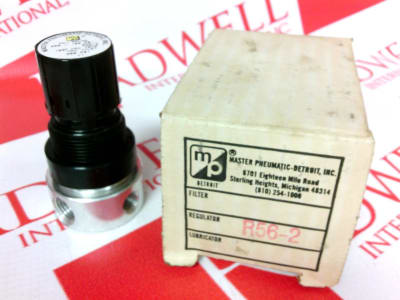 RADWELL
INTERNATIONAL
mp
DETROIT
®
MASTER PNEUMATIC-DETROIT, INC.
6701 Eighteen Mile Road
Sterling Heights, Michigan 48314
(810) 254-1000
FILTER
REGULATOR
R56-2
LUBRICATOR